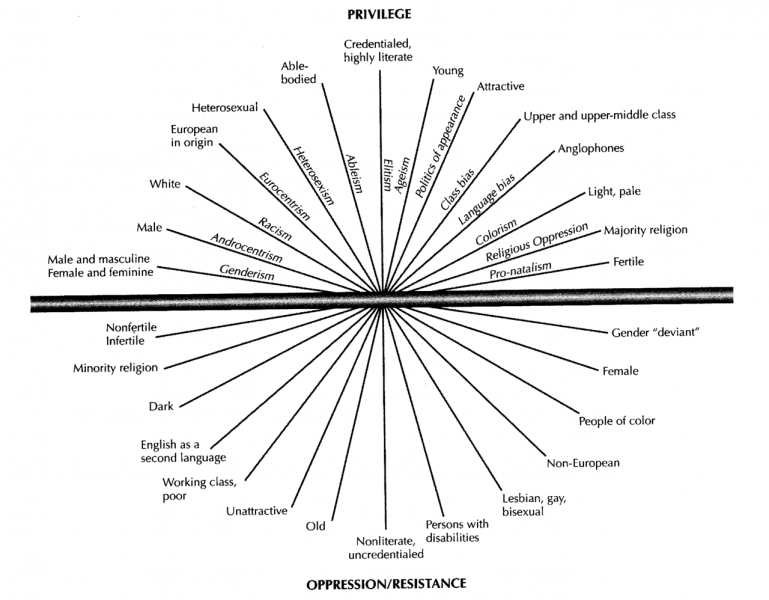 PRIVILEGE
Credentialed,
highly literate
Able-
bodied
Young
Attractive
Heterosexual
Upper and upper-middle class
European
in origin
Anglophones
White
Light, pale
Male
Majority religion
Male and masculine
Female and feminine
Fertile
Genderism
Androcentrism
Racism
Eurocentrism
Heterosexism
Ableism
Elitism
Ageism
Politics of appearance
Class bias
Language bias
Colorism
Religious Oppression
Pro-natalism
Nonfertile
Infertile
Gender "deviant"
Minority religion
Female
Dark
People of color
English as a
second language
Non-European
Working class,
poor
Lesbian, gay,
bisexual
Unattractive
Old
Persons with
disabilities
Nonliterate,
uncredentialed
OPPRESSION/RESISTANCE